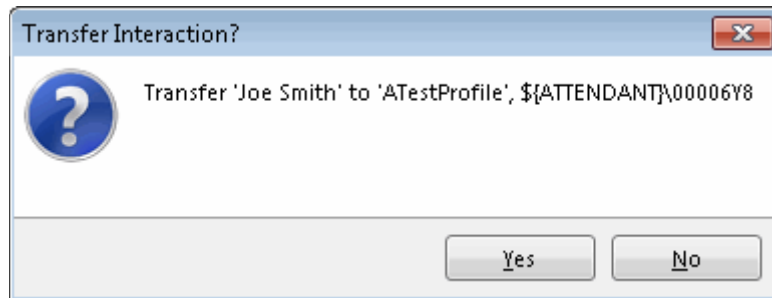 Transfer Interaction?
Transfer 'Joe Smith' to 'ATestProfile', ${ATTENDANT}\00006Y8
Yes
No